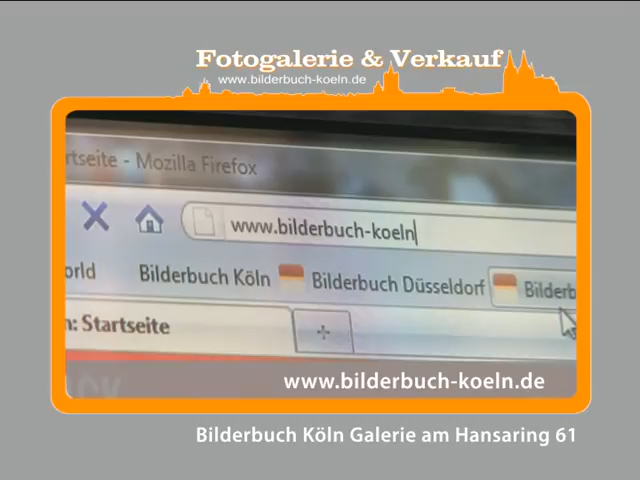 Fotogalerie & Verkauf
www.bilderbuch-koeln.de
rtseite - Mozilla Firefox
www.bilderbuch-koeln
orld Bilderbuch Köln Bilderbuch Düsseldorf Bilderb
n: Startseite
www.bilderbuch-koeln.de
Bilderbuch Köln Galerie am Hansaring 61